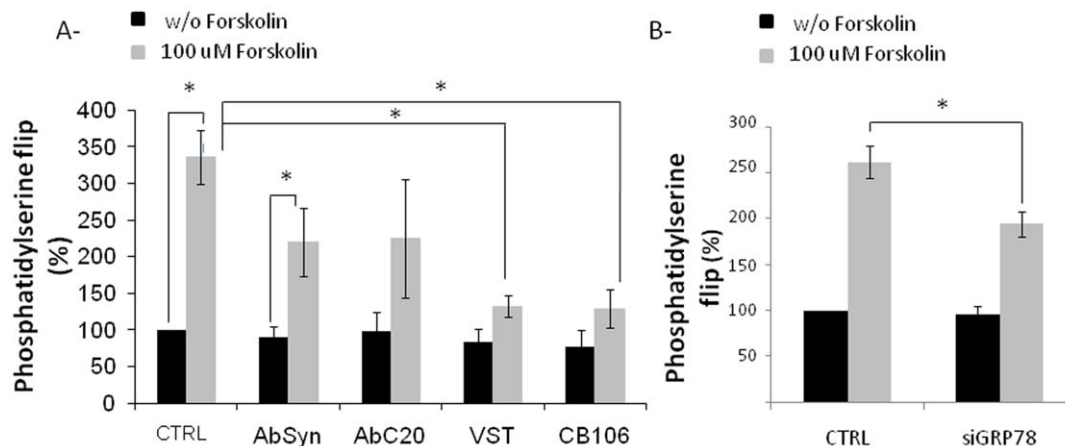 A-
w/o Forskolin
100 uM Forskolin
*
*
*
*
Phosphatidylserine flip
(%)
400
350
300
250
200
150
100
50
0
CTRL
AbSyn
AbC20
VST
CB106
B-
w/o Forskolin
100 uM Forskolin
*
Phosphatidylserine
flip (%)
300
250
200
150
100
50
CTRL
siGRP78